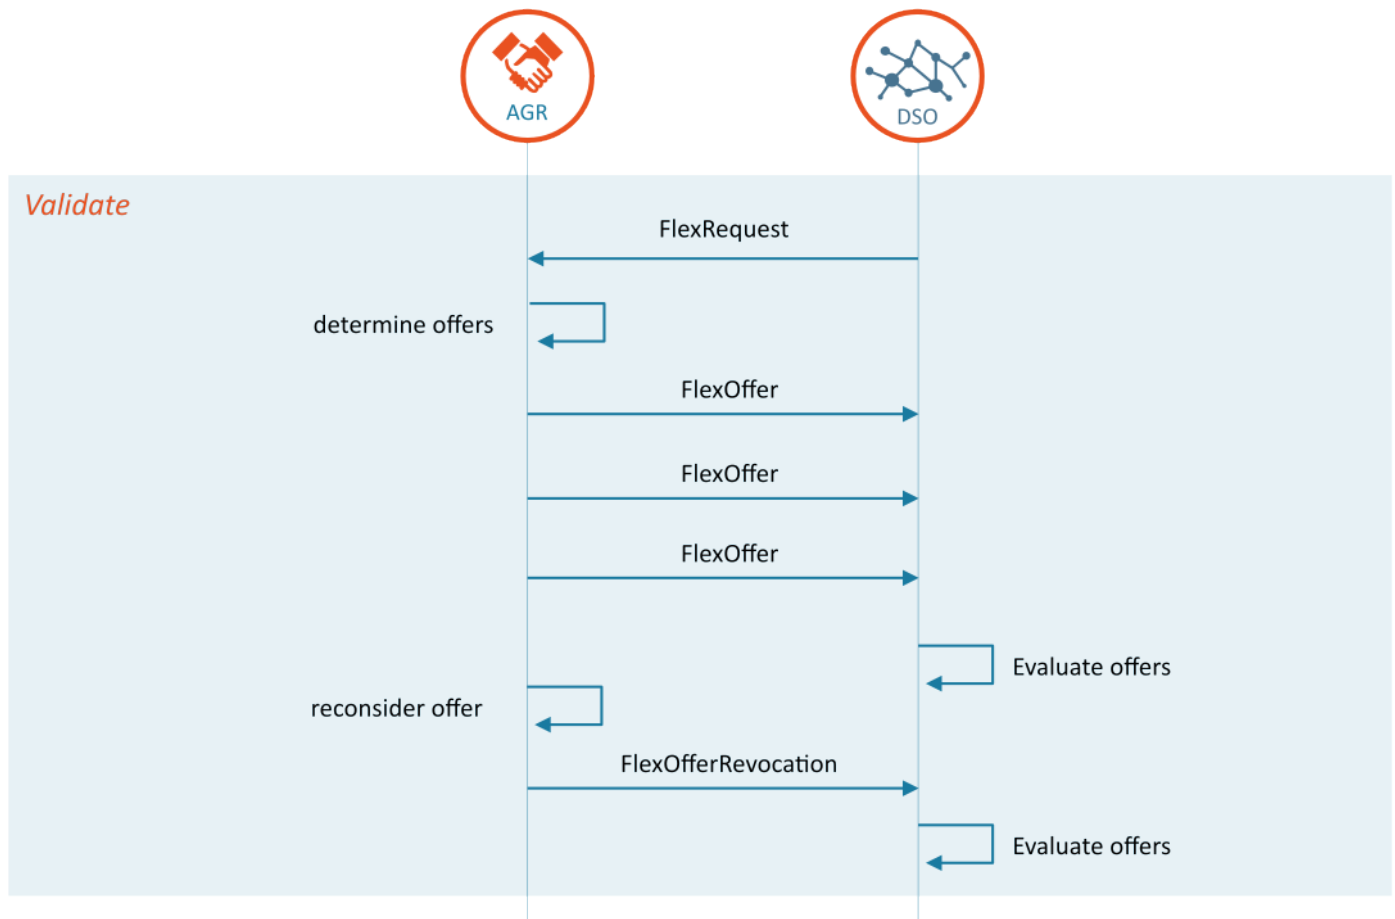 AGR
DSO
Validate
FlexRequest
determine offers
FlexOffer
FlexOffer
FlexOffer
Evaluate offers
reconsider offer
FlexOfferRevocation
Evaluate offers